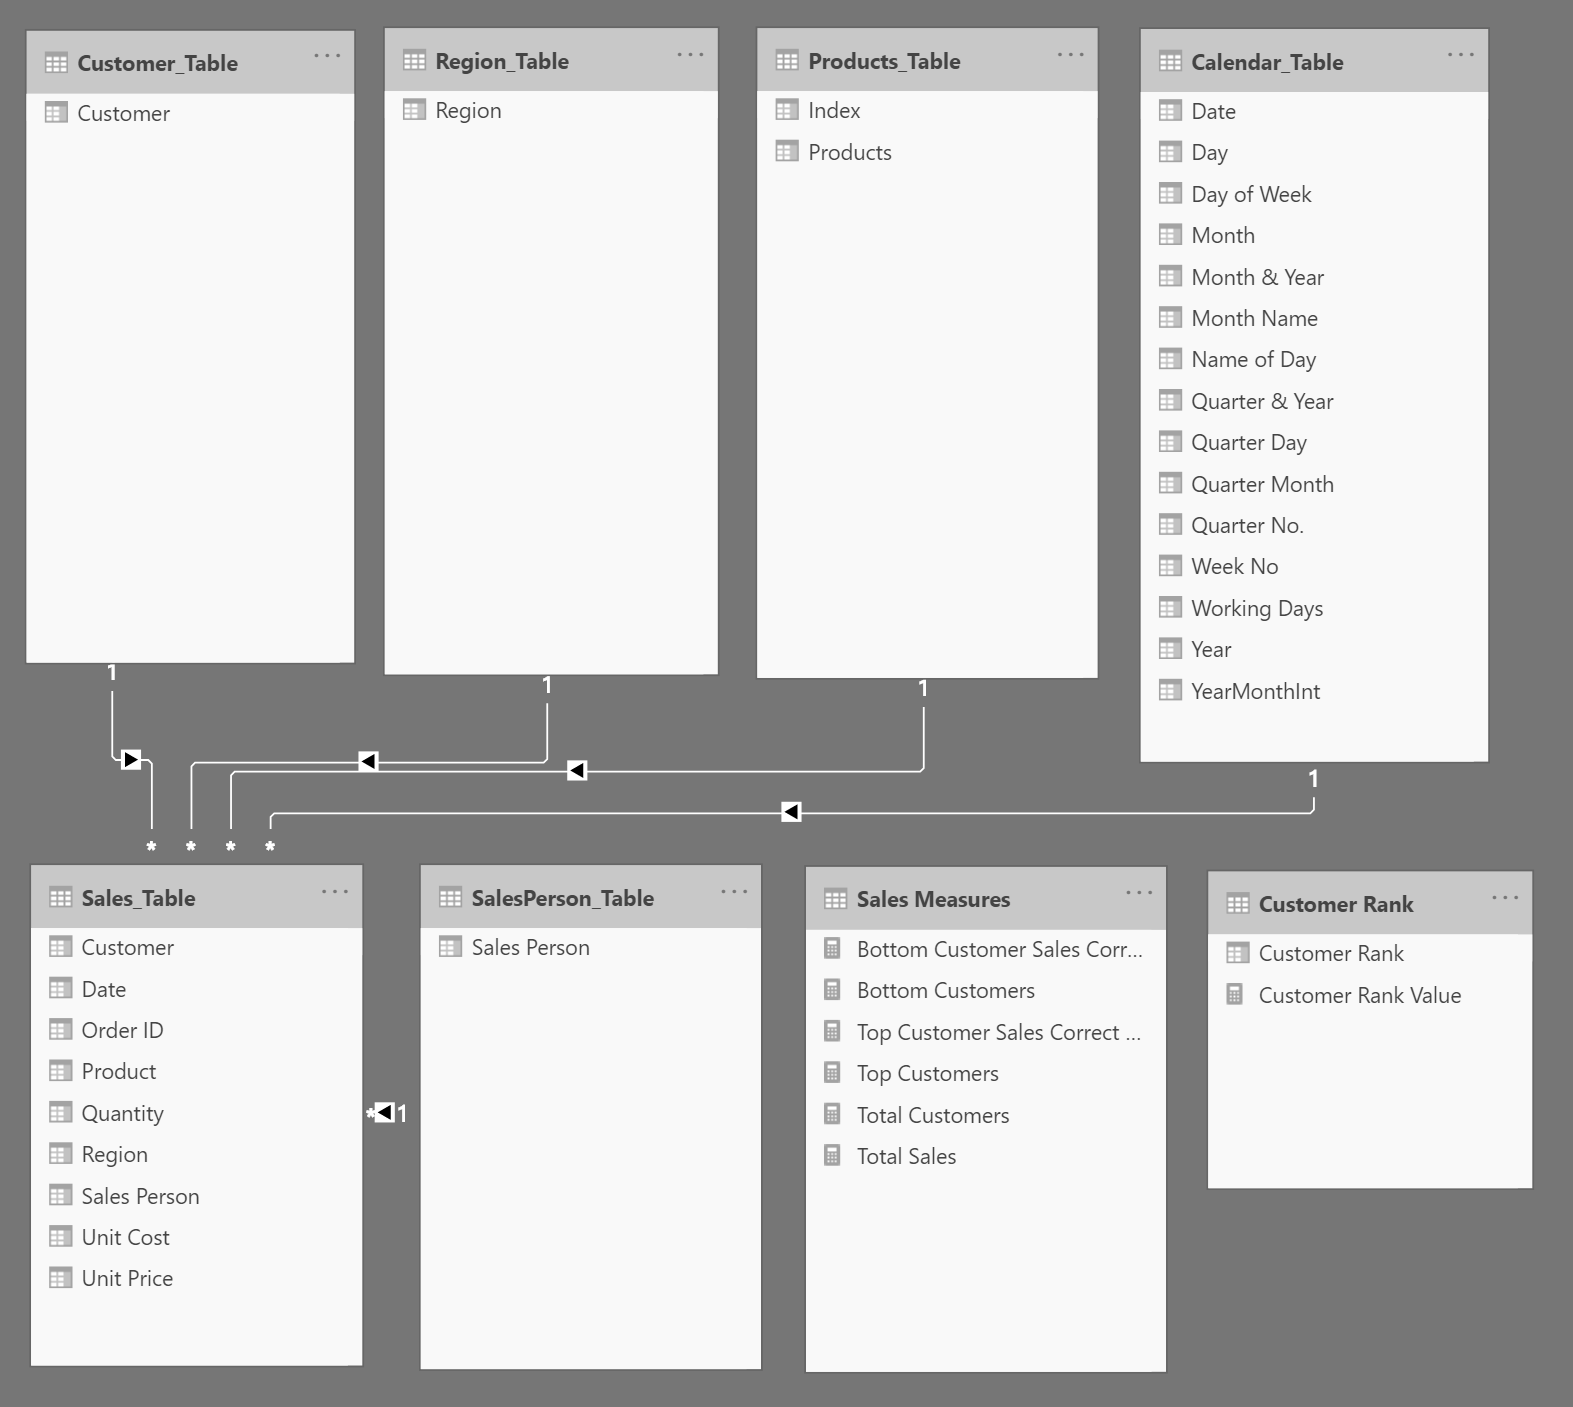 Customer_Table
Customer
Region_Table
Region
Products_Table
Index
Products
Calendar_Table
Date
Day
Day of Week
Month
Month & Year
Month Name
Name of Day
Quarter & Year
Quarter Day
Quarter Month
Quarter No.
Week No
Working Days
Year
YearMonthInt
1
1
1
1
*
*
*
*
Sales_Table
Customer
Date
Order ID
Product
Quantity
Region
Sales Person
Unit Cost
Unit Price
* 1
SalesPerson_Table
Sales Person
Sales Measures
Bottom Customer Sales Corr...
Bottom Customers
Top Customer Sales Correct ...
Top Customers
Total Customers
Total Sales
Customer Rank
Customer Rank
Customer Rank Value